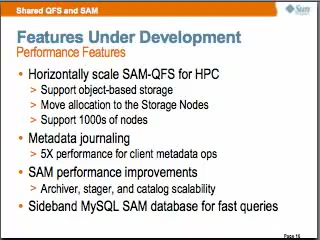 Shared QFS and SAM
Sun
Features Under Development
Performance Features
• Horizontally scale SAM-QFS for HPC
> Support object-based storage
> Move allocation to the Storage Nodes
> Support 1000s of nodes
• Metadata journaling
> 5X performance for client metadata ops
• SAM performance improvements
> Archiver, stager, and catalog scalability
• Sideband MySQL SAM database for fast queries
Page 16